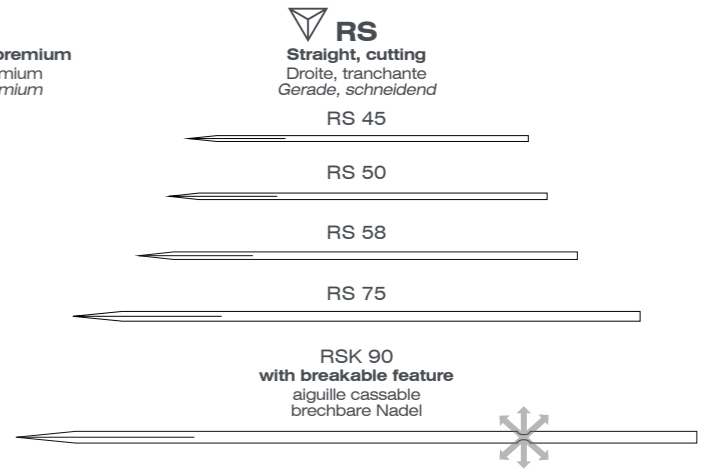 RS
premium
Straight, cutting
mium
Droite, tranchante
mium
Gerade, schneidend
RS 45
RS 50
RS 58
RS 75
RSK 90
with breakable feature
aiguille cassable
brechbare Nadel